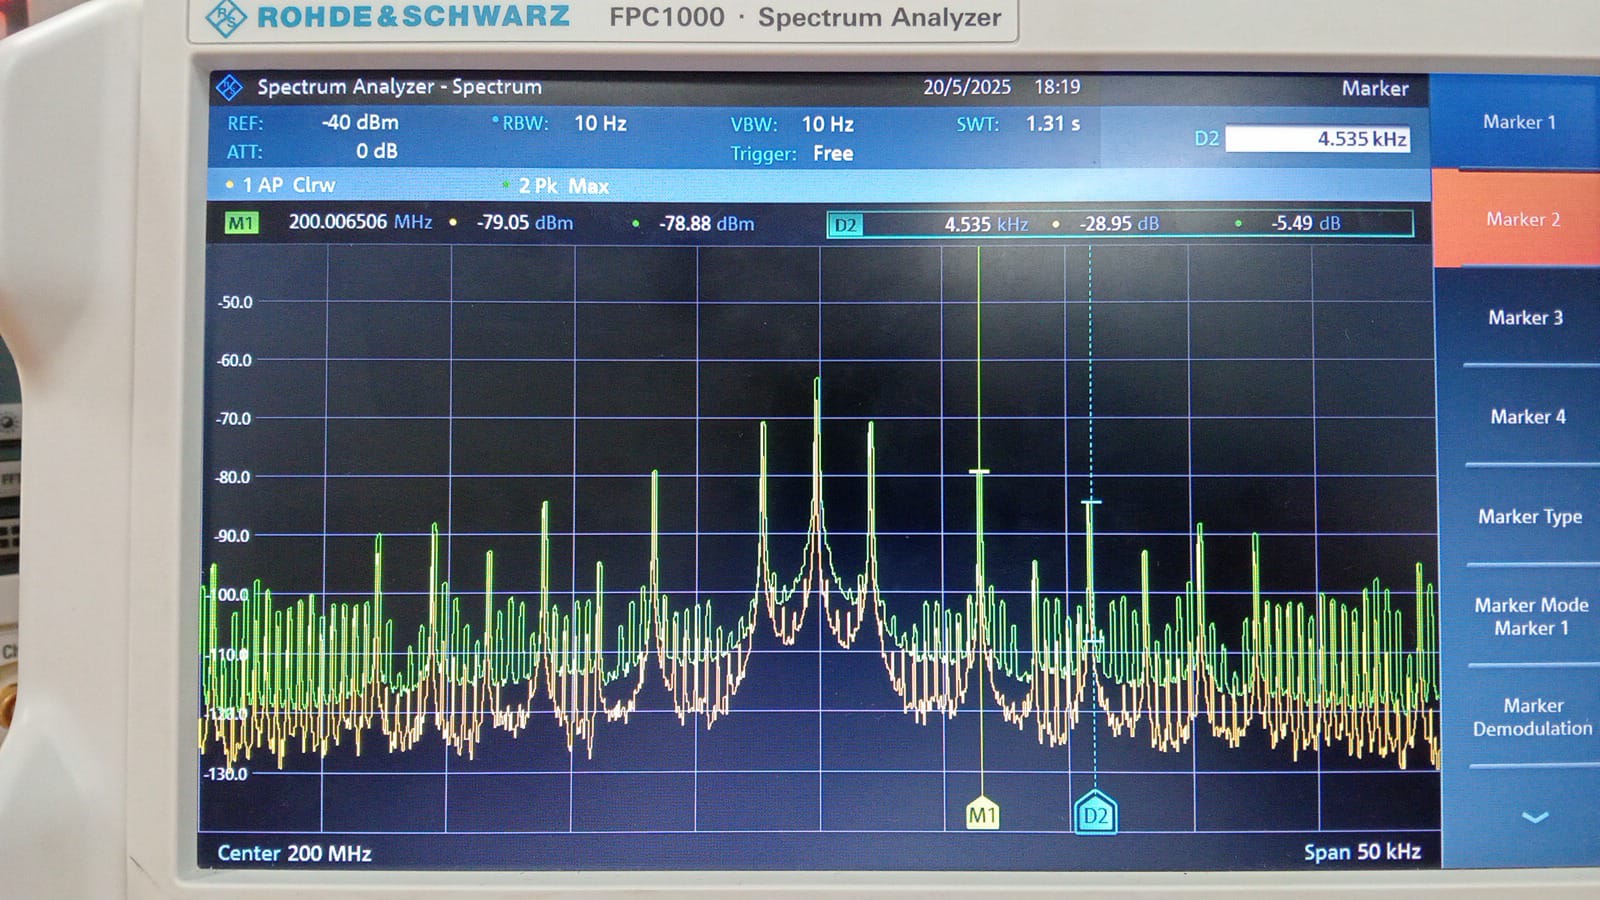 ROHDE & SCHWARZ FPC1000 · Spectrum Analyzer
Spectrum Analyzer - Spectrum 20/5/2025 18:19 Marker
REF: -40 dBm RBW: 10 Hz VBW: 10 Hz SWT: 1.31 s
ATT: 0 dB Trigger: Free
D2 4.535 kHz
1 AP Clrw 2 Pk Max
M1 200.006506 MHz -79.05 dBm -78.88 dBm D2 4.535 kHz -28.95 dB -5.49 dB
-50.0
-60.0
-70.0
-80.0
-90.0
-100.0
-110.0
-120.0
-130.0
M1 D2
Center 200 MHz Span 50 kHz
Marker 1
Marker 2
Marker 3
Marker 4
Marker Type
Marker Mode
Marker 1
Marker
Demodulation